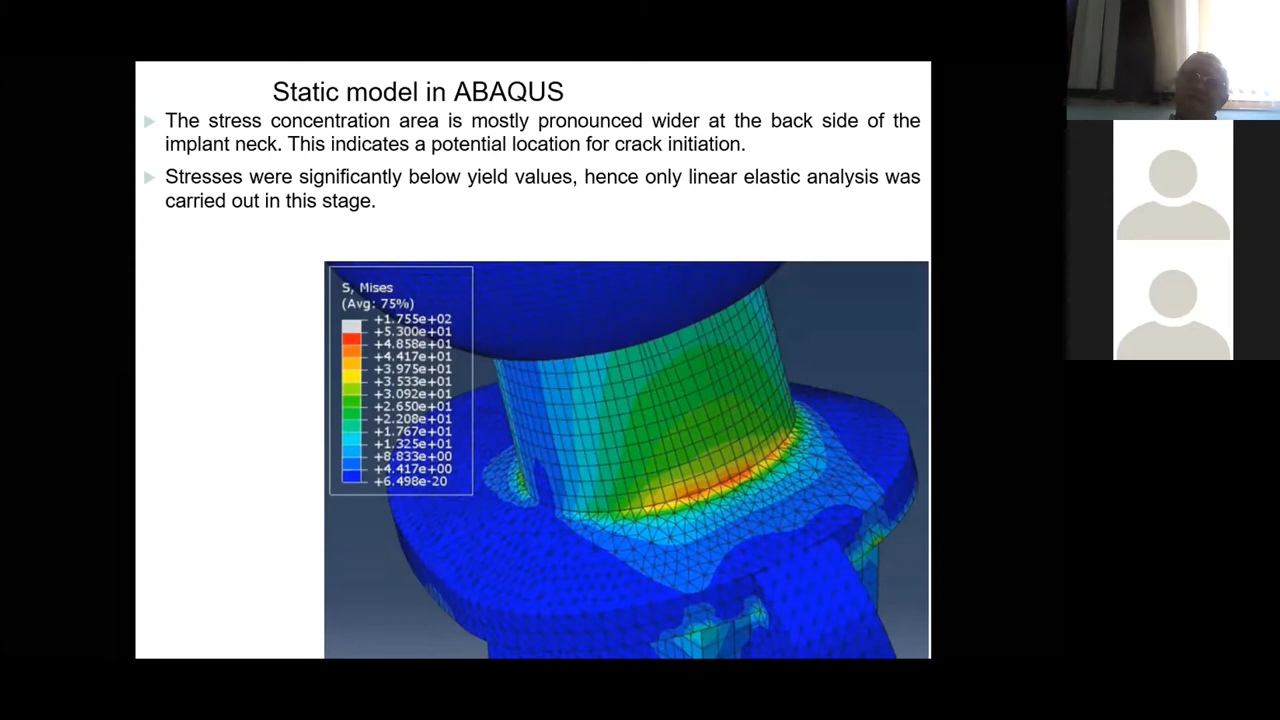 Static model in ABAQUS
The stress concentration area is mostly pronounced wider at the back side of the
implant neck. This indicates a potential location for crack initiation.
Stresses were significantly below yield values, hence only linear elastic analysis was
carried out in this stage.
S, Mises
(Avg: 75%)
+1.755e+02
+5.300e+01
+4.858e+01
+4.417e+01
+3.975e+01
+3.533e+01
+3.092e+01
+2.650e+01
+2.208e+01
+1.767e+01
+1.325e+01
+8.833e+00
+4.417e+00
+6.498e-20